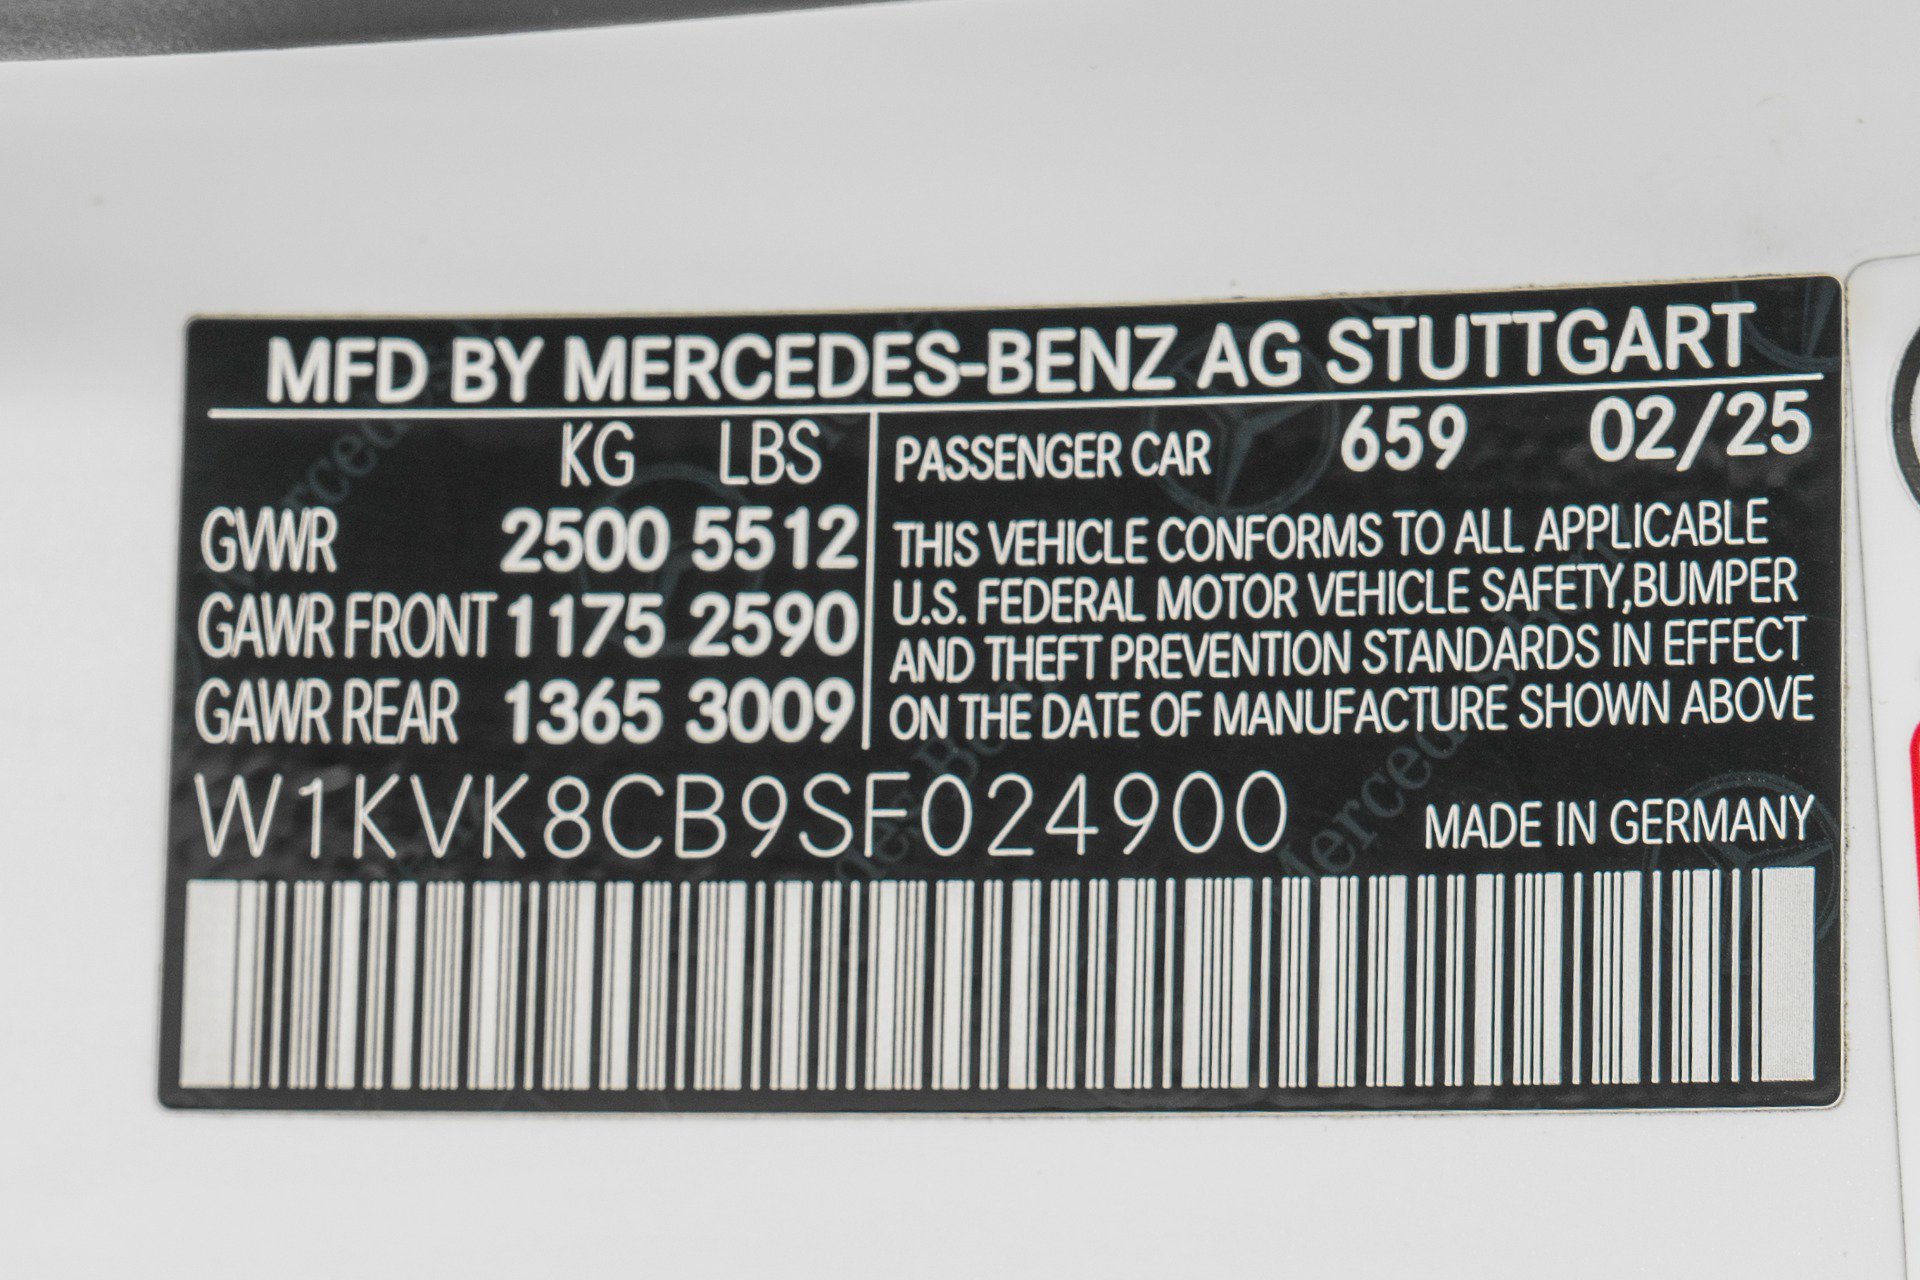 MFD BY MERCEDES-BENZ AG STUTTGART
KG LBS
GVWR 2500 5512
GAWR FRONT 1175 2590
GAWR REAR 1365 3009
PASSENGER CAR 659 02/25
THIS VEHICLE CONFORMS TO ALL APPLICABLE
U.S. FEDERAL MOTOR VEHICLE SAFETY,BUMPER
AND THEFT PREVENTION STANDARDS IN EFFECT
ON THE DATE OF MANUFACTURE SHOWN ABOVE
W1KVK8CB9SF024900
MADE IN GERMANY